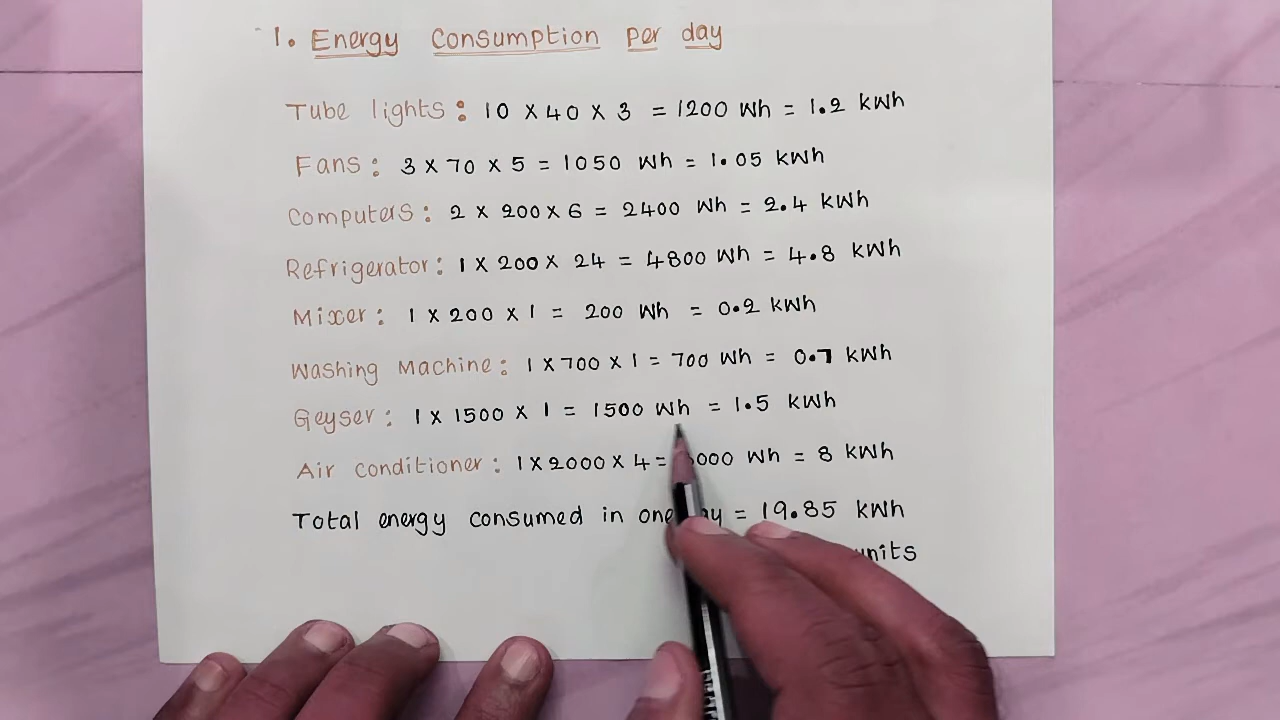 1. Energy Consumption per day
Tube lights: 10 X 40 X 3 = 1200 Wh = 1.2 kWh
Fans: 3 X 70 X 5 = 1050 Wh = 1.05 kWh
Computers: 2 X 200 X 6 = 2400 Wh = 2.4 kWh
Refrigerator: 1 X 200 X 24 = 4800 Wh = 4.8 kWh
Mixer: 1 X 200 X 1 = 200 Wh = 0.2 kWh
Washing Machine: 1 X 700 X 1 = 700 Wh = 0.7 kWh
Geyser: 1 X 1500 X 1 = 1500 Wh = 1.5 kWh
Air conditioner: 1 X 2000 X 4 = Wh = 8 kWh
Total energy consumed in one = 19.85 kWh
units